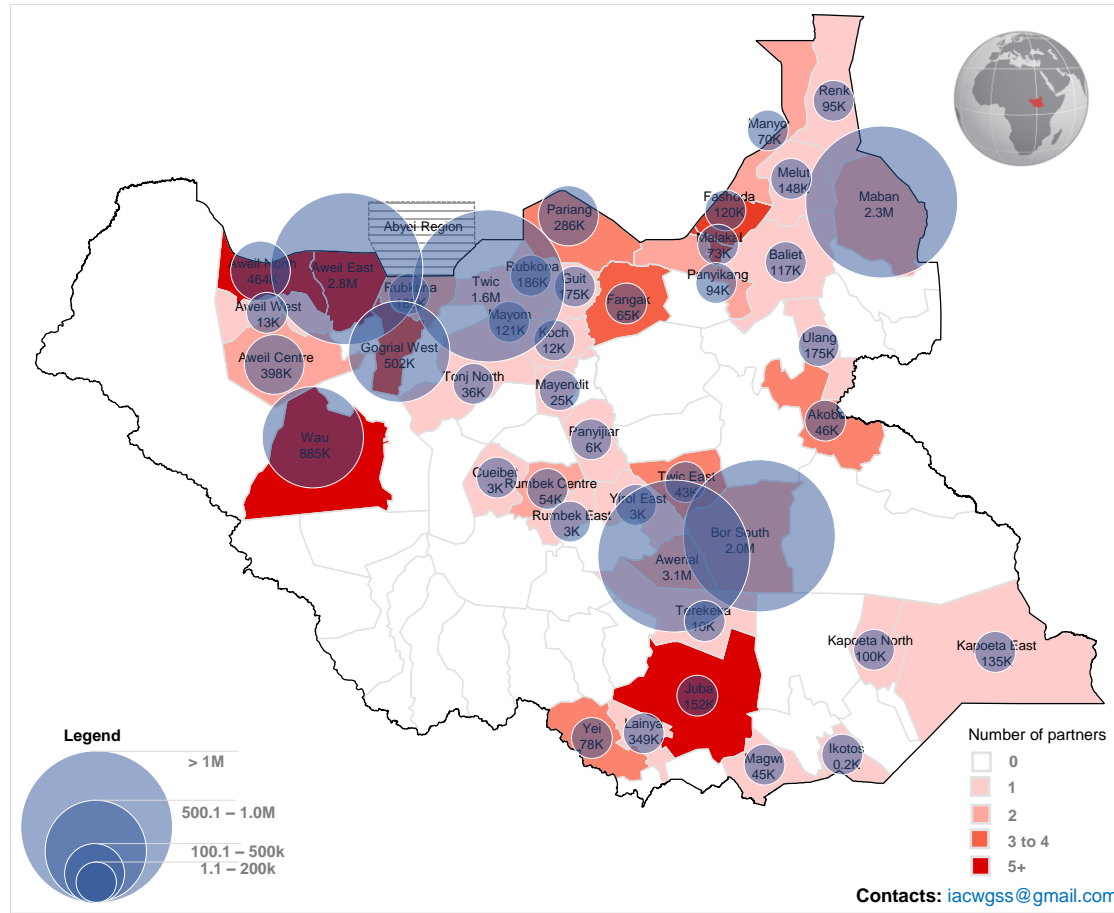 Renk
95K
Manyo
70K
Melut
148K
Maban
2.3M
Fashoda
120K
Pariang
286K
Abyei Region
Malakal
73K
Baliet
117K
Aweil North
464K
Aweil East
2.8M
Rubkona
186K
Twic
1.6M
Guit
175K
Panyikang
94K
Rubkona
Fangak
65K
Aweil West
13K
Mayom
121K
Koch
12K
Ulang
175K
Gogrial West
502K
Aweil Centre
398K
Tonj North
36K
Mayendit
25K
Akobo
46K
Wau
885K
Panyijiar
6K
Cueibet
3K
Rumbek Centre
54K
Twic East
43K
Yirol East
3K
Rumbek East
3K
Bor South
2.0M
Awerial
3.1M
Terekeka
10K
Kapoeta North
100K
Kapoeta East
135K
Juba
152K
Yei
78K
Lainya
349K
Magwi
45K
Ikotos
0.2K
Legend
> 1M
500.1 – 1.0M
100.1 – 500k
1.1 – 200k
Number of partners
0
1
2
3 to 4
5+
Contacts: iacwgss@gmail.com